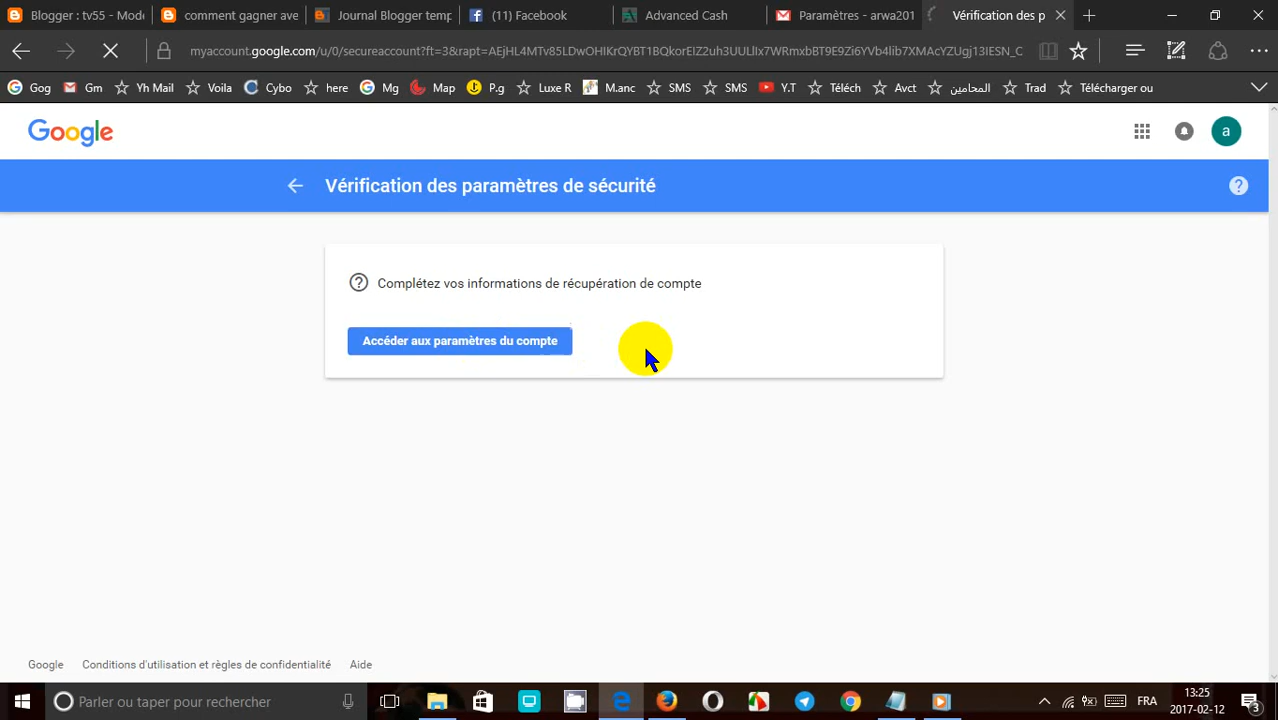 Blogger : tv55 - Mode
comment gagner ave
Journal Blogger temp
(11) Facebook
Advanced Cash
Paramètres - arwa201
Vérification des p
myaccount.google.com/u/0/secureaccount?ft=3&rapt=AEjHL4MTv85LDwOHIKrQYBT1BQkorEIZ2uh3UULlIx7WRmxbBT9E9Zi6YVb4lib7XMAcYZUgj13IESN_C
Gog
Gm
Yh Mail
Voila
Cybo
here
Mg
Map
P.g
Luxe R
M.anc
SMS
SMS
Y.T
Téléch
Avct
المحامين
Trad
Télécharger ou
Google
a
Vérification des paramètres de sécurité
Complétez vos informations de récupération de compte
Accéder aux paramètres du compte
Google
Conditions d'utilisation et règles de confidentialité
Aide
Parler ou taper pour rechercher
FRA
13:25
2017-02-12
3